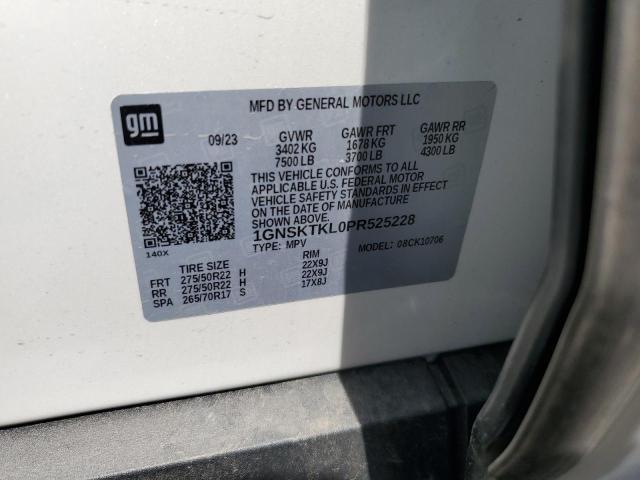 gm
MFD BY GENERAL MOTORS LLC
09/23 GVWR GAWR FRT GAWR RR
3402 KG 1678 KG 1950 KG
7500 LB 3700 LB 4300 LB
THIS VEHICLE CONFORMS TO ALL
APPLICABLE U.S. FEDERAL MOTOR
VEHICLE SAFETY STANDARDS IN EFFECT
ON THE DATE OF MANUFACTURE
SHOWN ABOVE.
1GNSKTKL0PR525228
TYPE: MPV MODEL: 08CK10706
140X
TIRE SIZE RIM
FRT 275/50R22 H 22X9J
RR 275/50R22 H 22X9J
SPA 265/70R17 S 17X8J